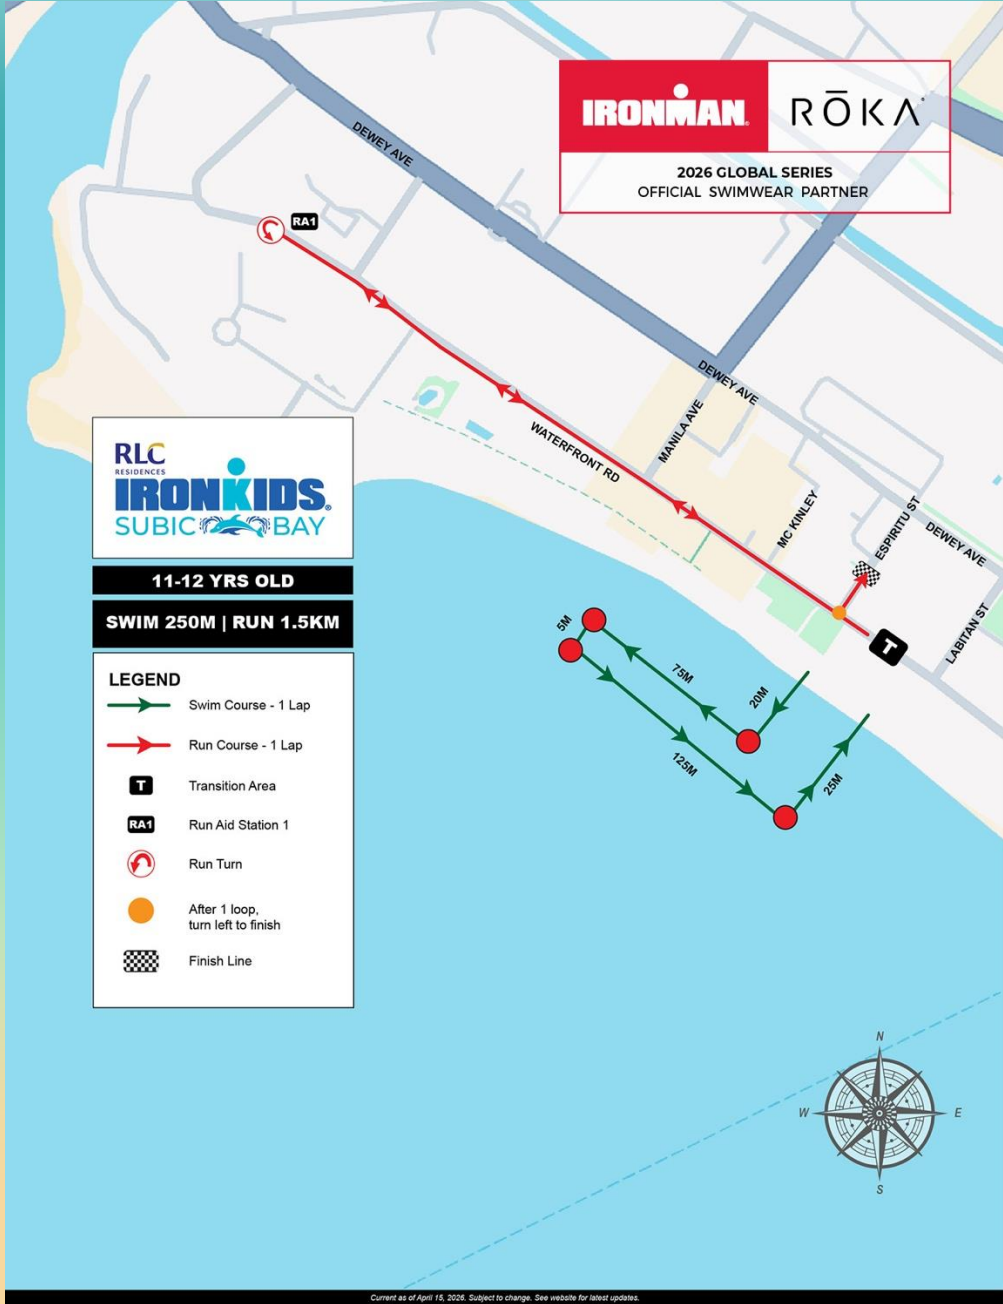 IRONMAN
RŌKA
2026 GLOBAL SERIES
OFFICIAL SWIMWEAR PARTNER
DEWEY AVE
RA1
DEWEY AVE
MANILA AVE
WATERFRONT RD
MC KINLEY
ESPIRITU ST
DEWEY AVE
LABITAN ST
T
5M
75M
20M
125M
25M
RLC
RESIDENCES
IRONKIDS.
SUBIC BAY
11-12 YRS OLD
SWIM 250M | RUN 1.5KM
LEGEND
Swim Course - 1 Lap
Run Course - 1 Lap
T Transition Area
RA1 Run Aid Station 1
Run Turn
After 1 loop,
turn left to finish
Finish Line
N
W E
S
Current as of April 15, 2026. Subject to change. See website for latest updates.